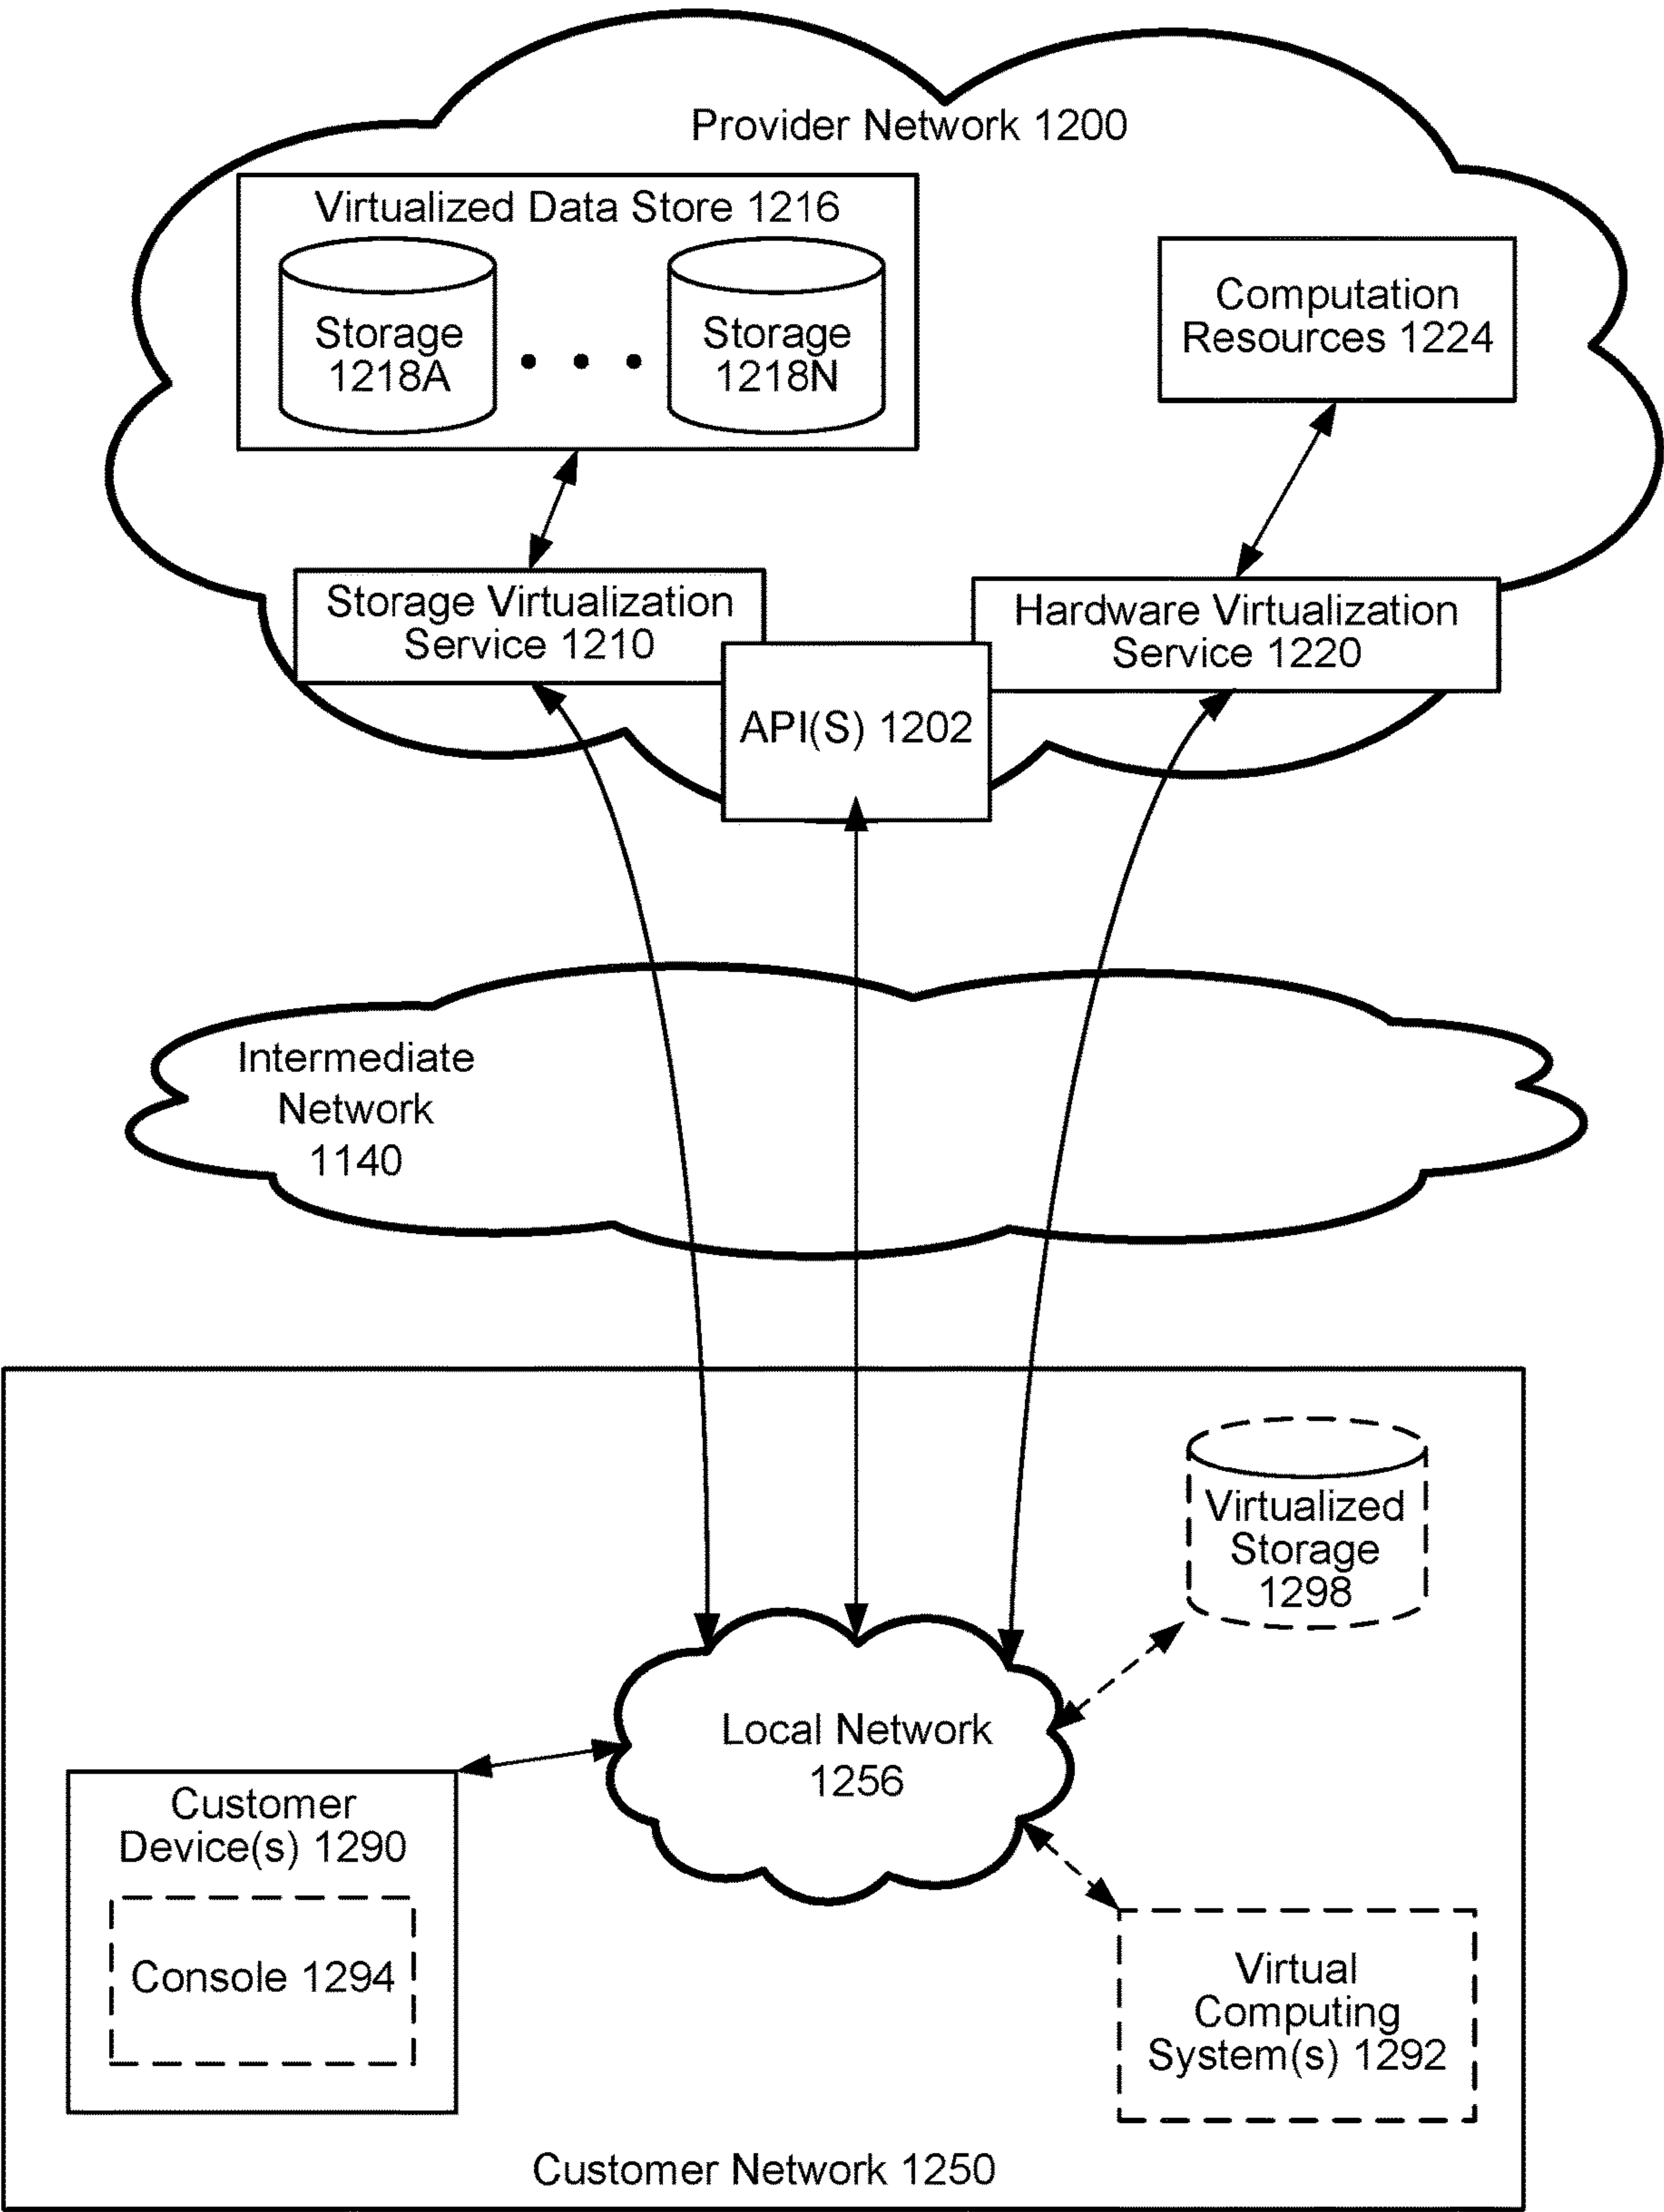 Provider Network 1200
Virtualized Data Store 1216
Storage
1218A
Storage
1218N
Computation
Resources 1224
Storage Virtualization
Service 1210
Hardware Virtualization
Service 1220
API(S) 1202
Intermediate
Network
1140
Virtualized
Storage
1298
Local Network
1256
Customer
Device(s) 1290
Console 1294
Virtual
Computing
System(s) 1292
Customer Network 1250